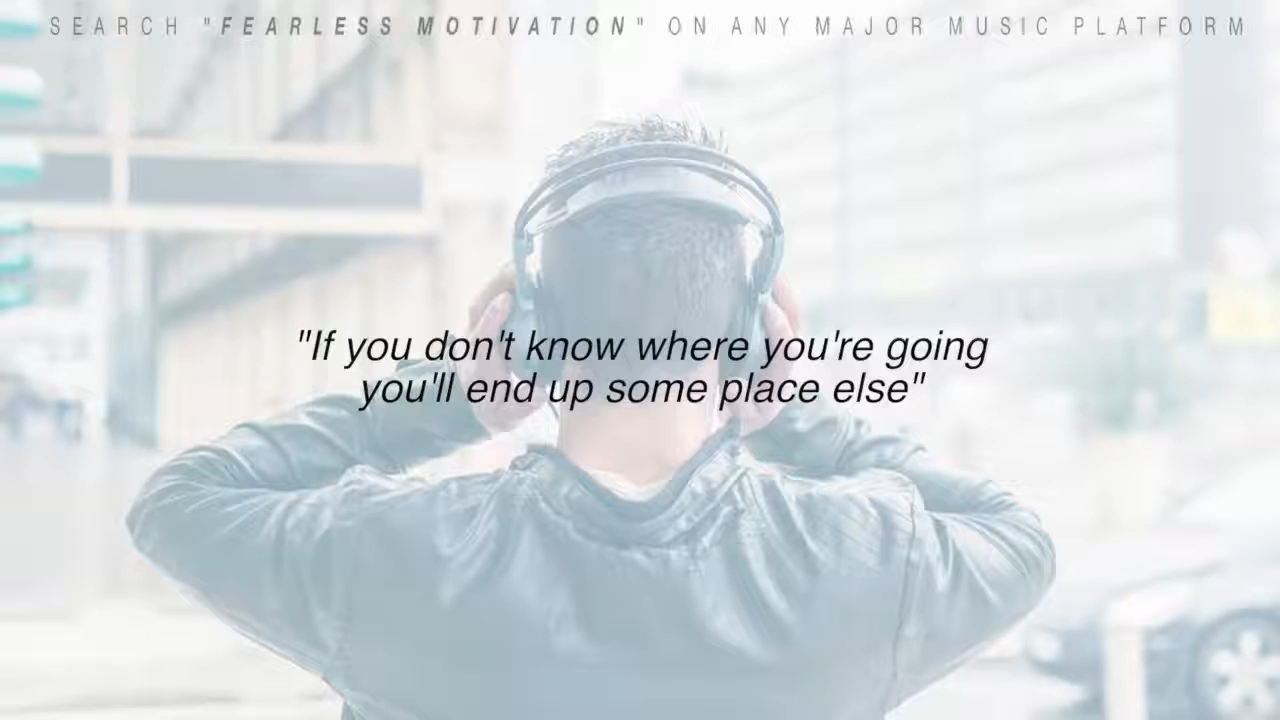 SEARCH "FEARLESS MOTIVATION" ON ANY MAJOR MUSIC PLATFORM
"If you don't know where you're going
you'll end up some place else"